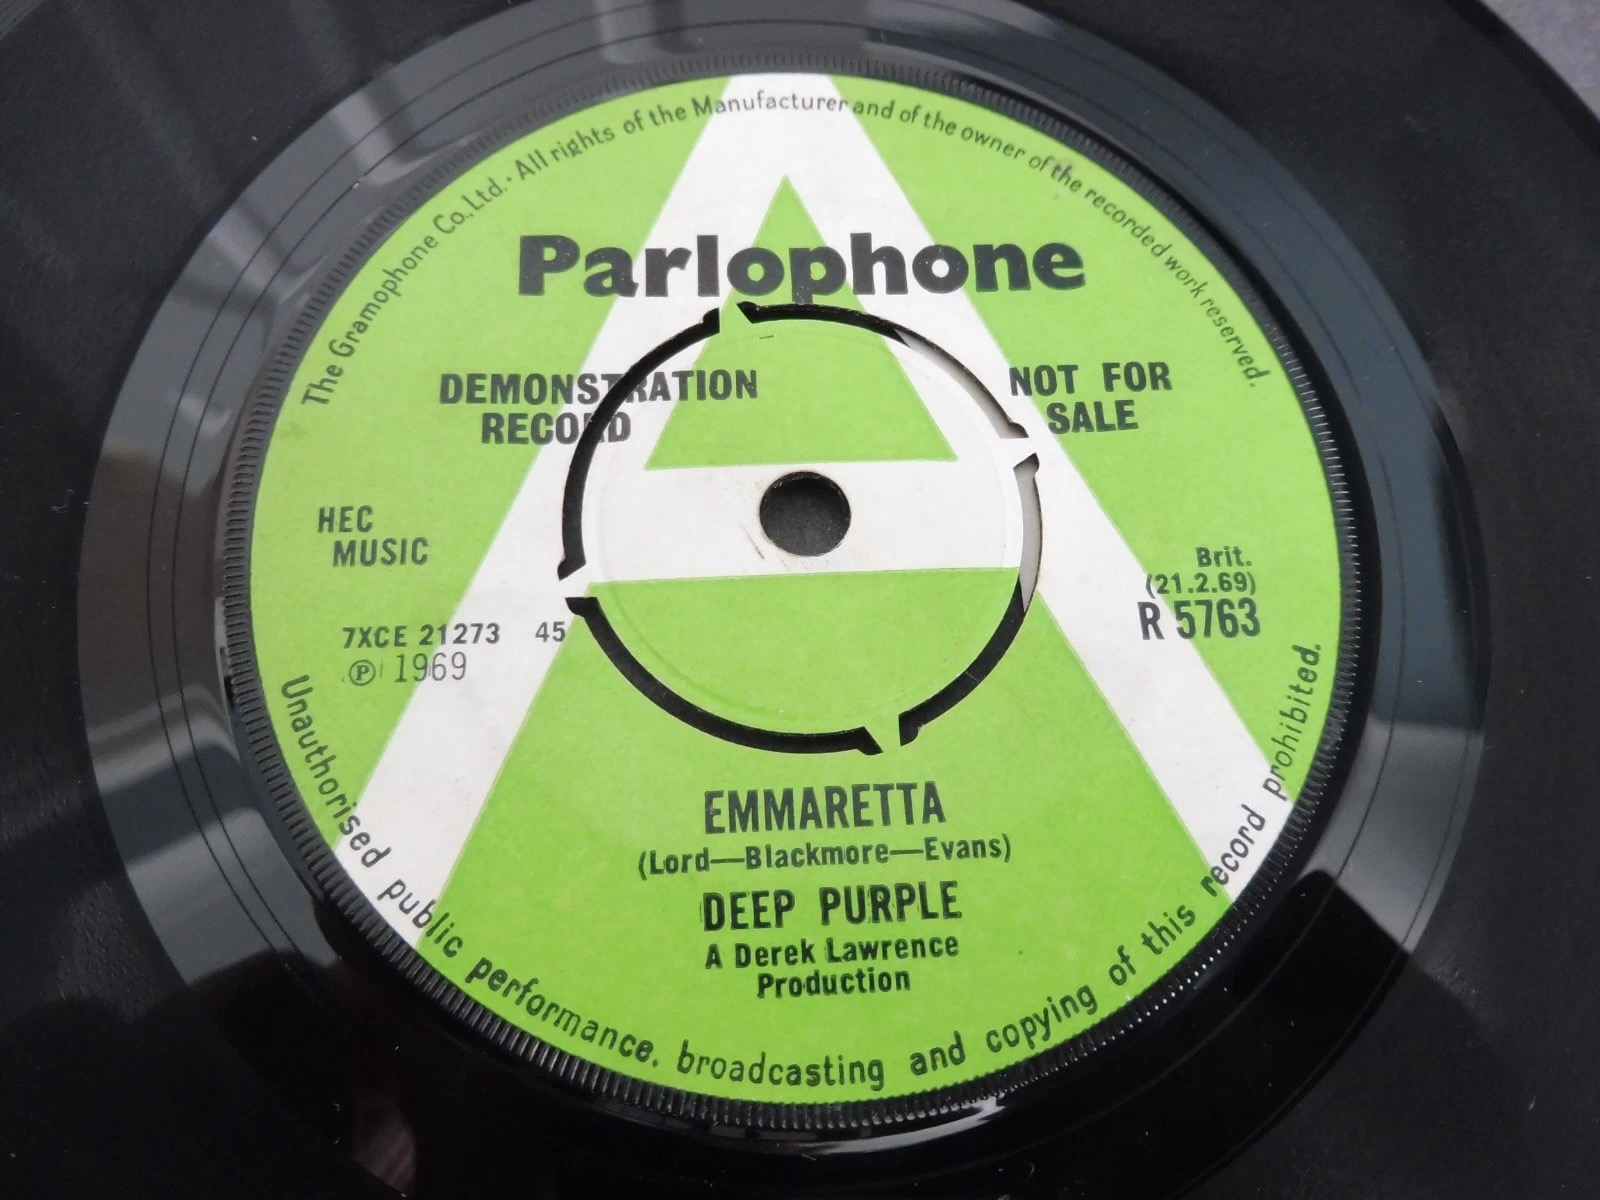 The Gramophone Co., Ltd. · All rights of the Manufacturer and of the owner of the recorded work reserved.
Parlophone
DEMONSTRATION RECORD
NOT FOR SALE
HEC MUSIC
Brit.
(21.2.69)
R 5763
7XCE 21273 45
Ⓟ 1969
EMMARETTA
(Lord—Blackmore—Evans)
DEEP PURPLE
A Derek Lawrence
Production
Unauthorised public performance. broadcasting and copying of this record prohibited.